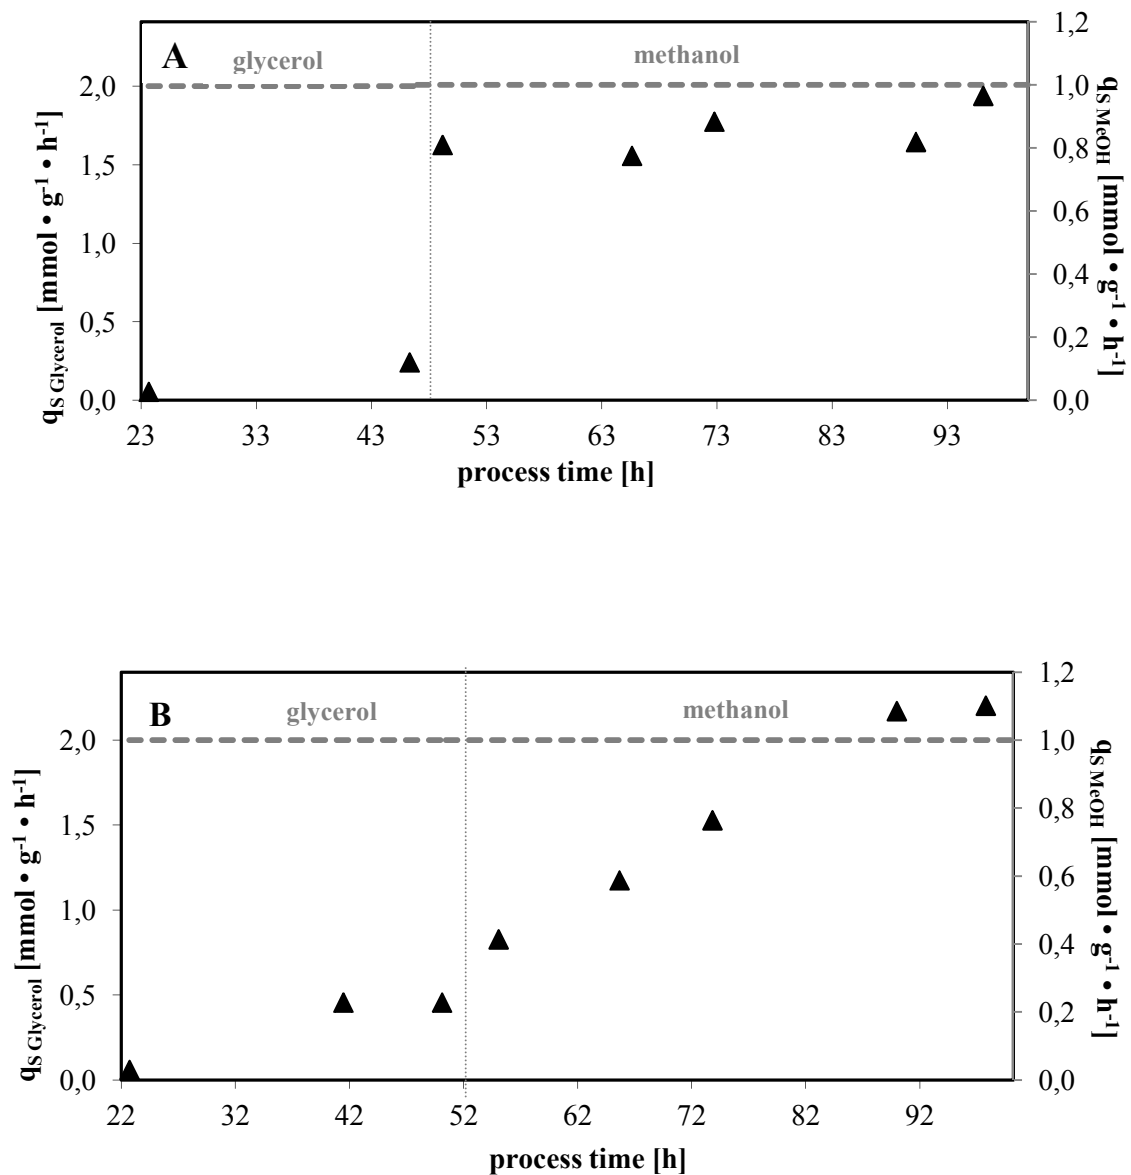 A
glycerol
methanol
1,2
2,0
1,0
1,5
0,8
1,0
0,6
0,4
0,5
0,2
0,0
0,0
23 33 43 53 63 73 83 93
process time [h]
qS Glycerol [mmol • g-1 • h-1]
qS MeOH [mmol • g-1 • h-1]
B
glycerol
methanol
1,2
2,0
1,0
1,5
0,8
1,0
0,6
0,4
0,5
0,2
0,0
0,0
22 32 42 52 62 72 82 92
process time [h]
qS Glycerol [mmol • g-1 • h-1]
qS MeOH [mmol • g-1 • h-1]